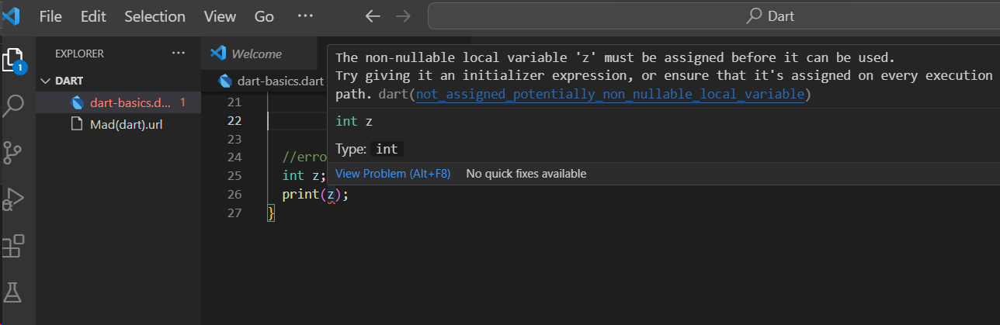 File Edit Selection View Go ··· Dart
EXPLORER ···
DART
dart-basics.d... 1
Mad(dart).url
1
Welcome
dart-basics.dart
The non-nullable local variable 'z' must be assigned before it can be used.
Try giving it an initializer expression, or ensure that it's assigned on every execution
path. dart(not_assigned_potentially_non_nullable_local_variable)
int z
Type: int
View Problem (Alt+F8) No quick fixes available
21
22
23
24 //erro
25 int z;
26 print(z);
27 }